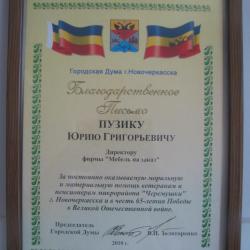 Городская Дума г.Новочеркасска
Благодарственное
Письмо
ПУЗИКУ
ЮРИЮ ГРИГОРЬЕВИЧУ
Директору
фирмы "Мебель на заказ"
За постоянно оказываемую моральную
и материальную помощь ветеранам и
пенсионерам микрорайона "Черемушки"
г. Новочеркасска и в честь 65-летия Победы
в Великой Отечественной войне.
Председатель
Городской Думы
2010 г.